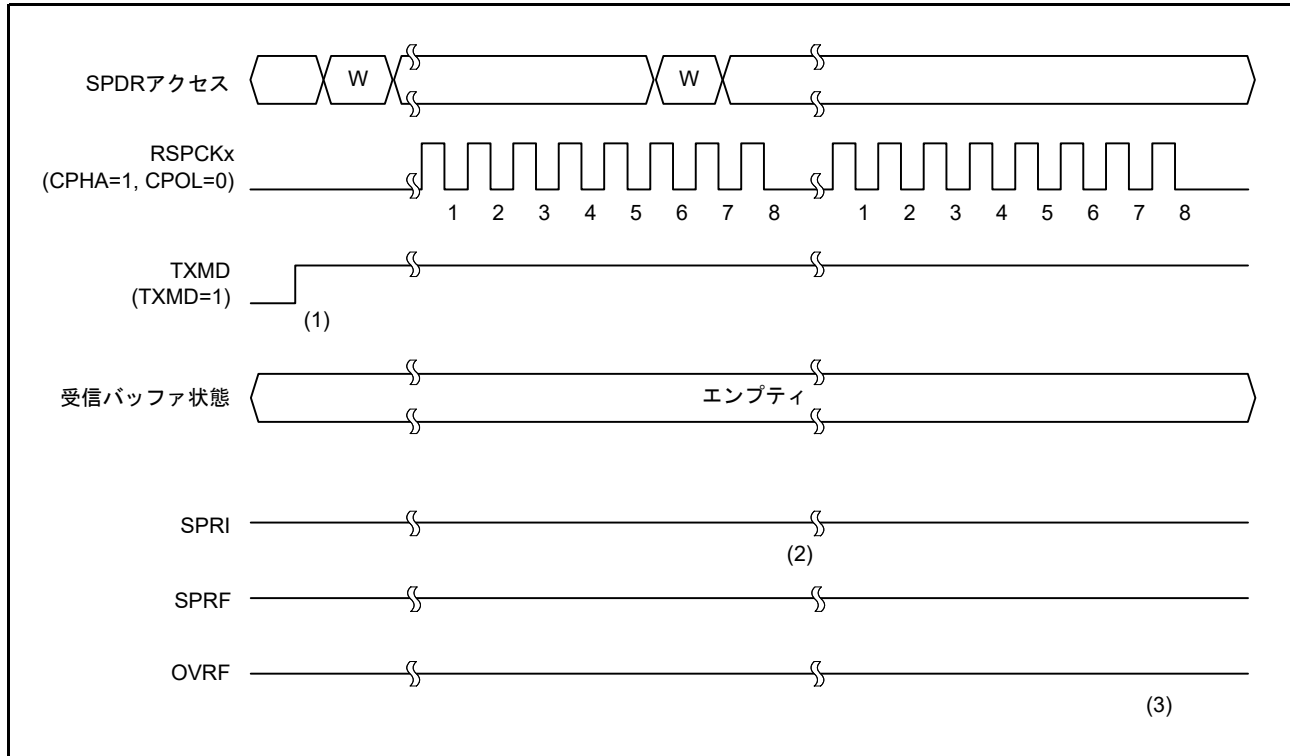 SPDRアクセス
W
W
RSPCKx
(CPHA=1, CPOL=0)
1 2 3 4 5 6 7 8
1 2 3 4 5 6 7 8
TXMD
(TXMD=1)
(1)
受信バッファ状態
エンプティ
SPRI
(2)
SPRF
OVRF
(3)